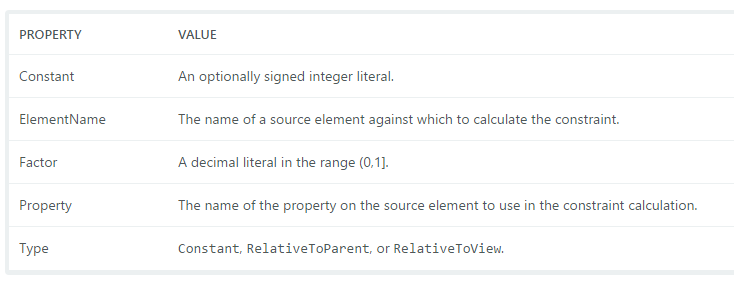 PROPERTY VALUE
Constant An optionally signed integer literal.
ElementName The name of a source element against which to calculate the constraint.
Factor A decimal literal in the range (0,1].
Property The name of the property on the source element to use in the constraint calculation.
Type Constant, RelativeToParent, or RelativeToView.